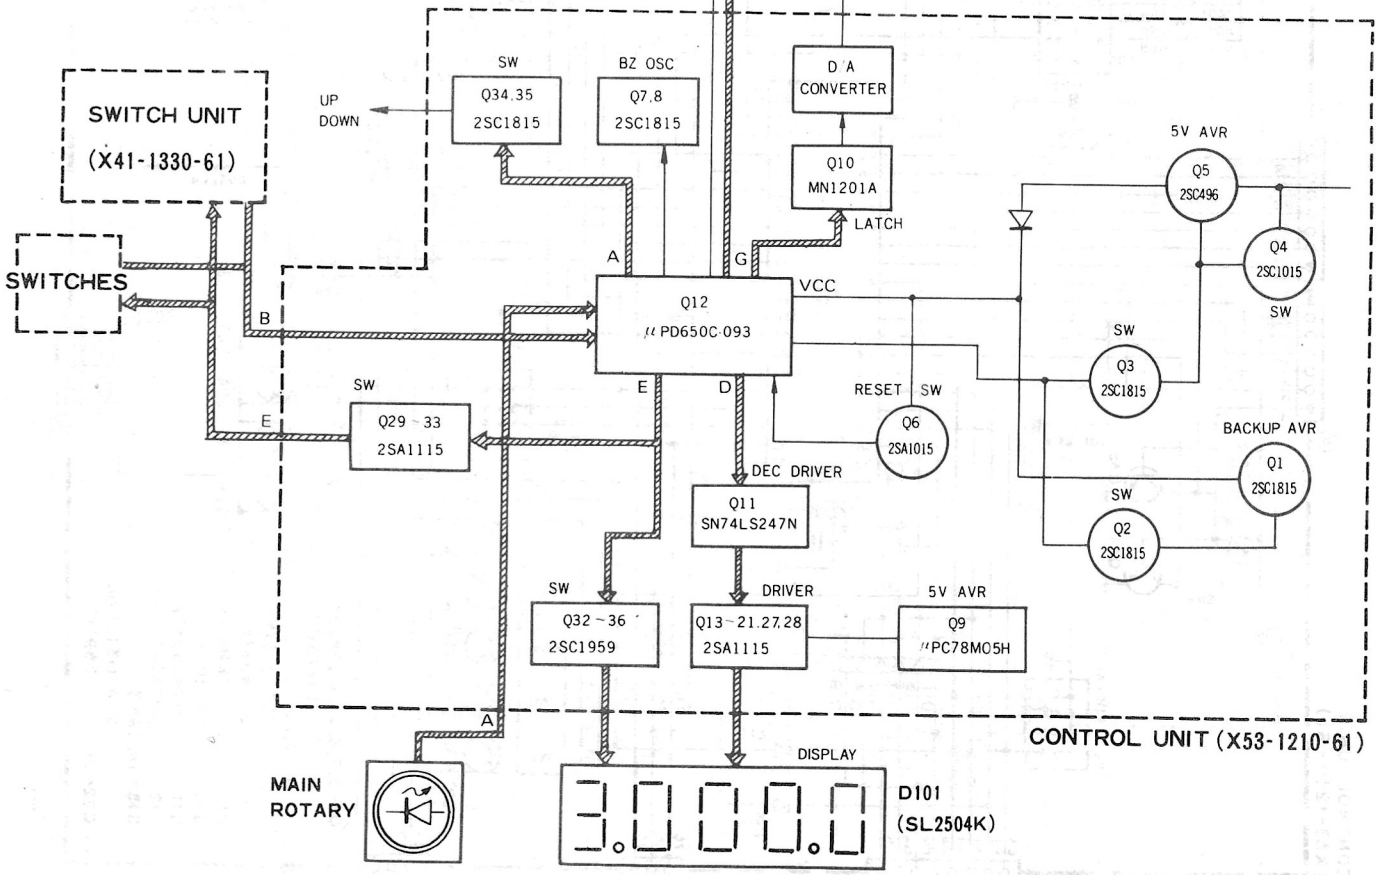 SW
BZ OSC
D/A
CONVERTER
SWITCH UNIT
(X41-1330-61)
UP
DOWN
Q34.35
2SC1815
Q7.8
2SC1815
5V AVR
Q10
MN1201A
Q5
2SC496
LATCH
SWITCHES
A
G
Q4
2SC1015
SW
VCC
Q12
μPD650C-093
B
SW
Q3
2SC1815
E
D
SW
RESET SW
E
Q29~33
2SA1115
Q6
2SA1015
BACKUP AVR
Q1
2SC1815
DEC DRIVER
Q11
SN74LS247N
SW
Q2
2SC1815
SW
DRIVER
5V AVR
Q32~36
2SC1959
Q13~21.27.28
2SA1115
Q9
μPC78M05H
A
CONTROL UNIT (X53-1210-61)
DISPLAY
MAIN
ROTARY
3.000.0
D101
(SL2504K)